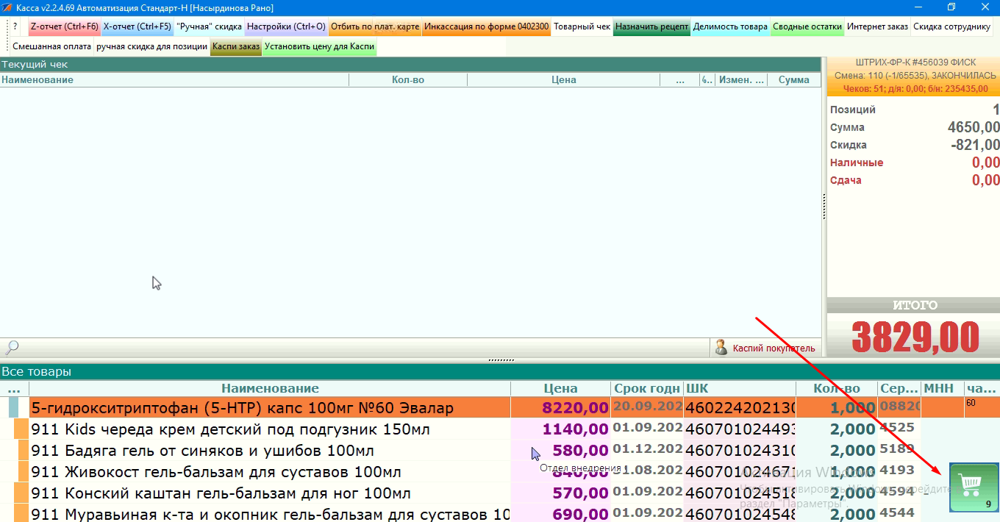 Касса v2.2.4.69 Автоматизация Стандарт-Н [Насырдинова Рано]
? Z-отчет (Ctrl+F6) X-отчет (Ctrl+F5) "Ручная" скидка Настройки (Ctrl+O) Отбить по плат. карте Инкассация по форме 0402300 Товарный чек Назначить рецепт Делимость товара Сводные остатки Интернет заказ Скидка сотруднику
Смешанная оплата ручная скидка для позиции Каспи заказ Установить цену для Каспи
Текущий чек
Наименование Кол-во Цена ... ... Измен. ... Сумма
ШТРИХ-ФР-К #456039 ФИСК
Смена: 110 (-1/65535), ЗАКОНЧИЛАСЬ
Чеков: 51; д/я: 0,00; б/н: 235435,00
Позиций 1
Сумма 4650,00
Скидка -821,00
Наличные 0,00
Сдача 0,00
ИТОГО
3829,00
Каспий покупатель
Все товары
... Наименование Цена Срок годн ШК Кол-во Сер... МНН ча...
5-гидрокситриптофан (5-HTP) капс 100мг №60 Эвалар 8220,00 20.09.202 460224202130 1,000 08820 60
911 Kids череда крем детский под подгузник 150мл 1140,00 01.09.202 460701024493 2,000 4525
911 Бадяга гель от синяков и ушибов 100мл 580,00 01.12.202 460701024310 2,000 5189
911 Живокост гель-бальзам для суставов 100мл 840,00 1.08.202 1,000 4193
911 Конский каштан гель-бальзам для ног 100мл 570,00 01.09.202 460701024518 2,000 4594 -
911 Муравьиная к-та и окопник гель-бальзам для суставов 10 690,00 01.09.202 460701024548 2,000 4544
Отдел внедрения
Активация Windows
Чтобы активировать Windows, перейдите
раздел "Параметры".
9